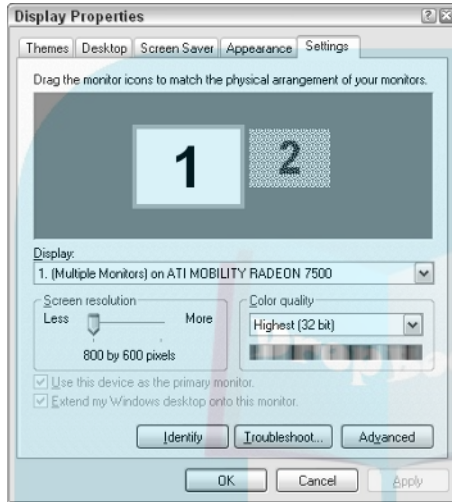 Display Properties
Themes Desktop Screen Saver Appearance Settings
Drag the monitor icons to match the physical arrangement of your monitors.
1 2
Display:
1. (Multiple Monitors) on ATI MOBILITY RADEON 7500
Screen resolution Color quality
Less More Highest (32 bit)
800 by 600 pixels
Use this device as the primary monitor.
Extend my Windows desktop onto this monitor.
Identify Troubleshoot... Advanced
OK Cancel Apply